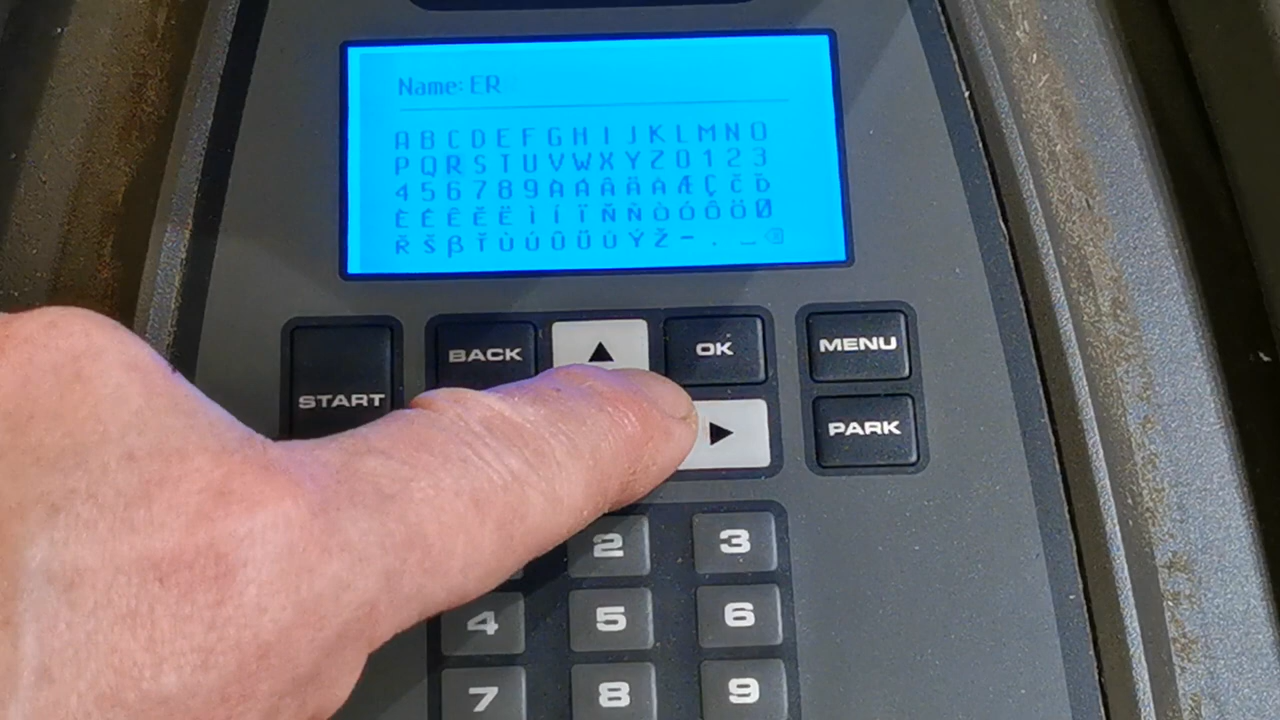 Name: ER
A B C D E F G H I J K L M N O
P Q R S T U V W X Y Z 0 1 2 3
4 5 6 7 8 9 À Á Â Ä Å Æ Ç Č Ď
È É Ê Ě Ë Ì Í Ï Ň Ñ Ò Ó Ô Ö Ø
Ř Š β Ť Ù Ú Û Ü Ů Ý Ž - . _
START
BACK
OK
MENU
PARK
2 3
4 5 6
7 8 9